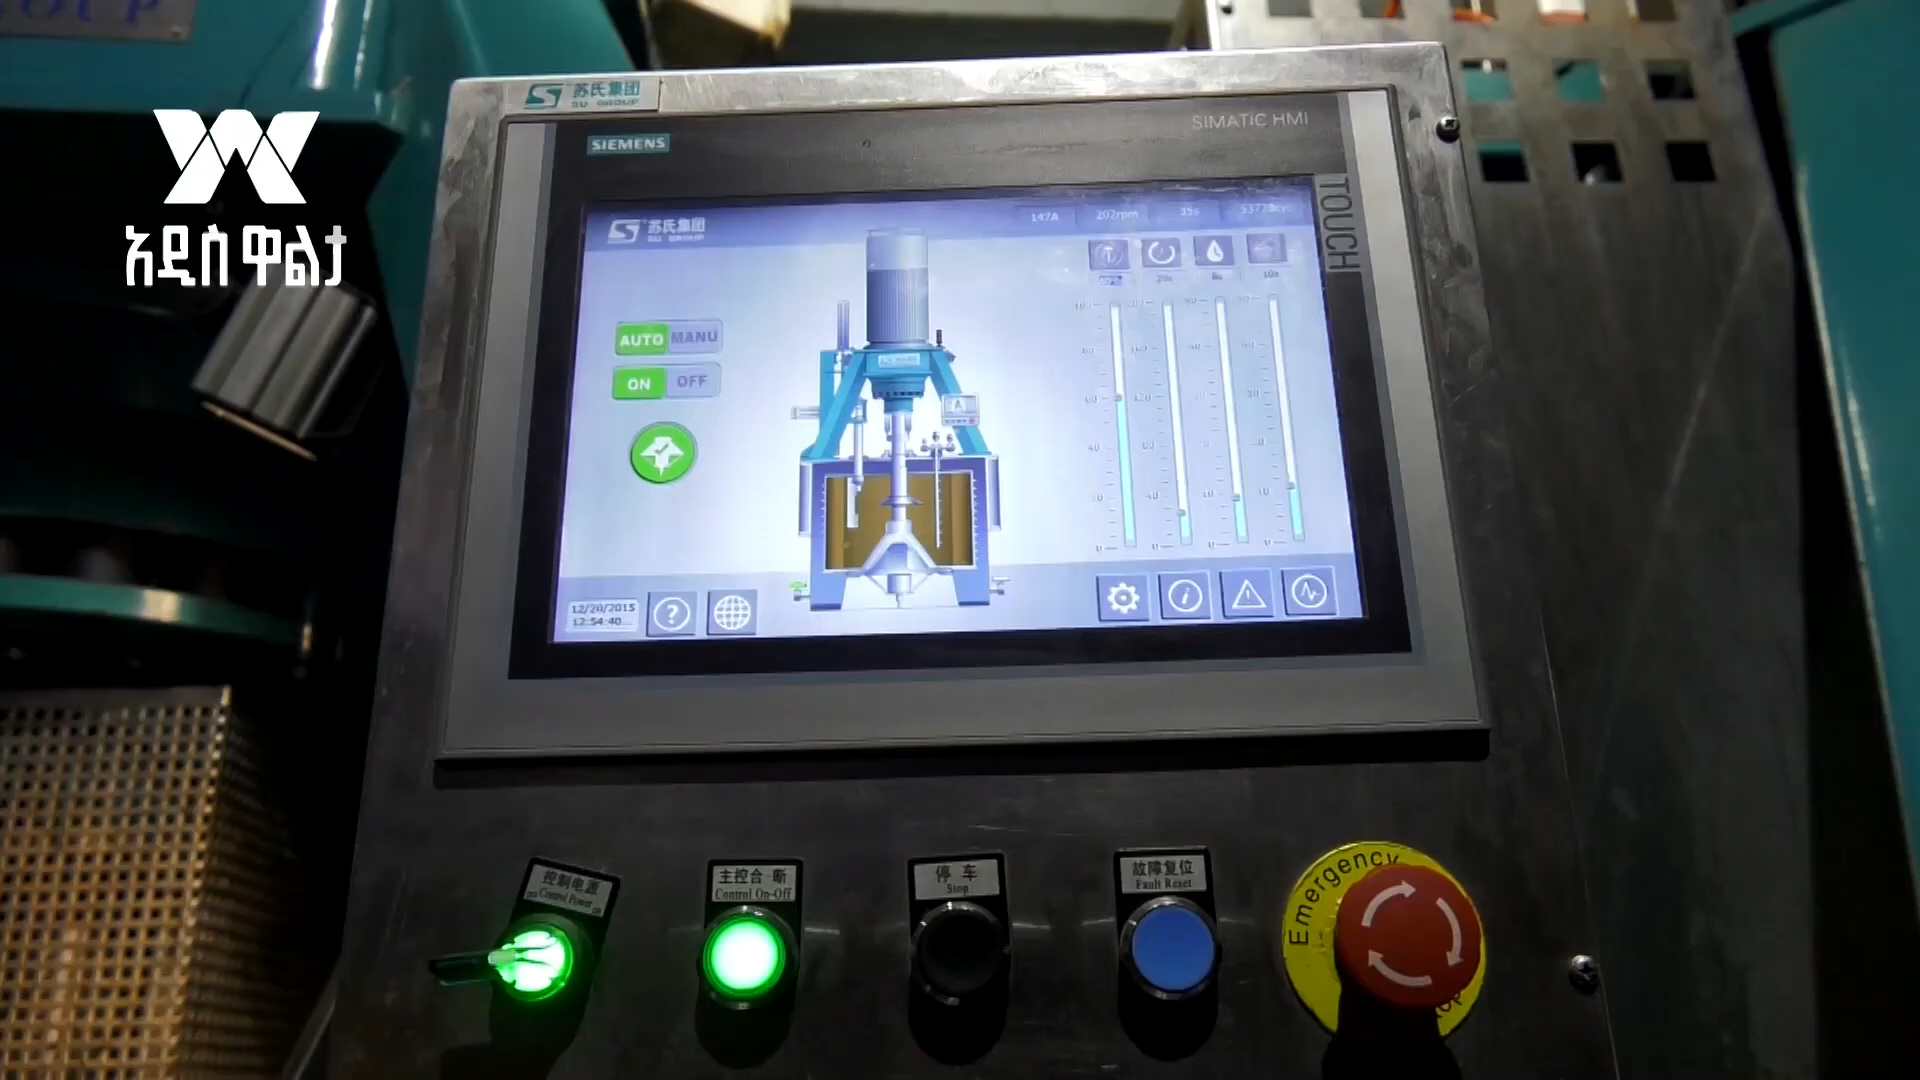 አዲስ ዋልታ
苏氏集团
SU GROUP
SIEMENS
SIMATIC HMI
TOUCH
苏氏集团
SU GROUP
147A 202rpm 35s
AUTO MANU
ON OFF
12/20/2015
12:54:40
控制电源
Control Power
主控合-断
Control On-Off
停车
Stop
故障复位
Fault Reset
Emergency